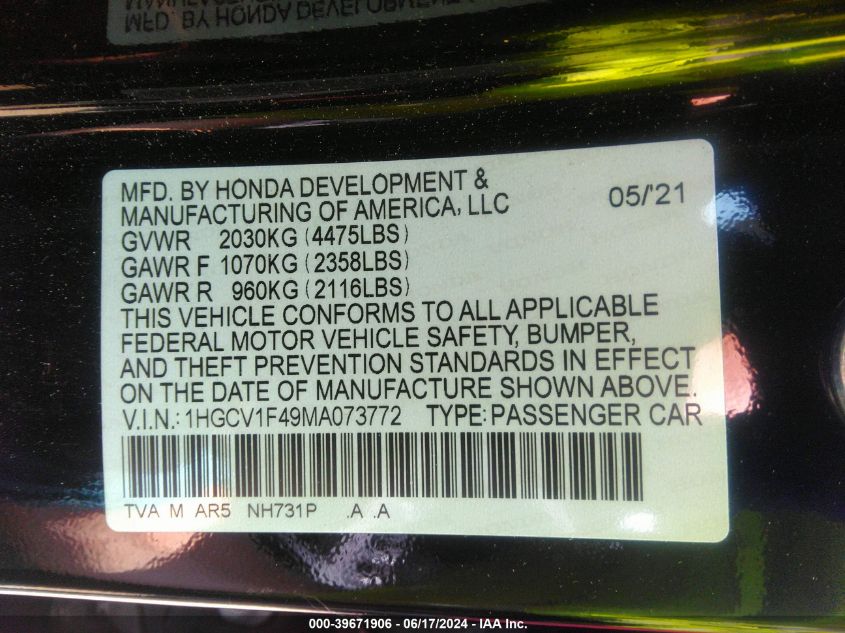 MFD. BY HONDA DEVELOPMENT &
MANUFACTURING OF AMERICA, LLC 05/'21
GVWR 2030KG (4475LBS)
GAWR F 1070KG (2358LBS)
GAWR R 960KG (2116LBS)
THIS VEHICLE CONFORMS TO ALL APPLICABLE
FEDERAL MOTOR VEHICLE SAFETY, BUMPER,
AND THEFT PREVENTION STANDARDS IN EFFECT
ON THE DATE OF MANUFACTURE SHOWN ABOVE.
V.I.N.: 1HGCV1F49MA073772 TYPE: PASSENGER CAR
TVA M AR5 NH731P .A .A
000-39671906 - 06/17/2024 - IAA Inc.